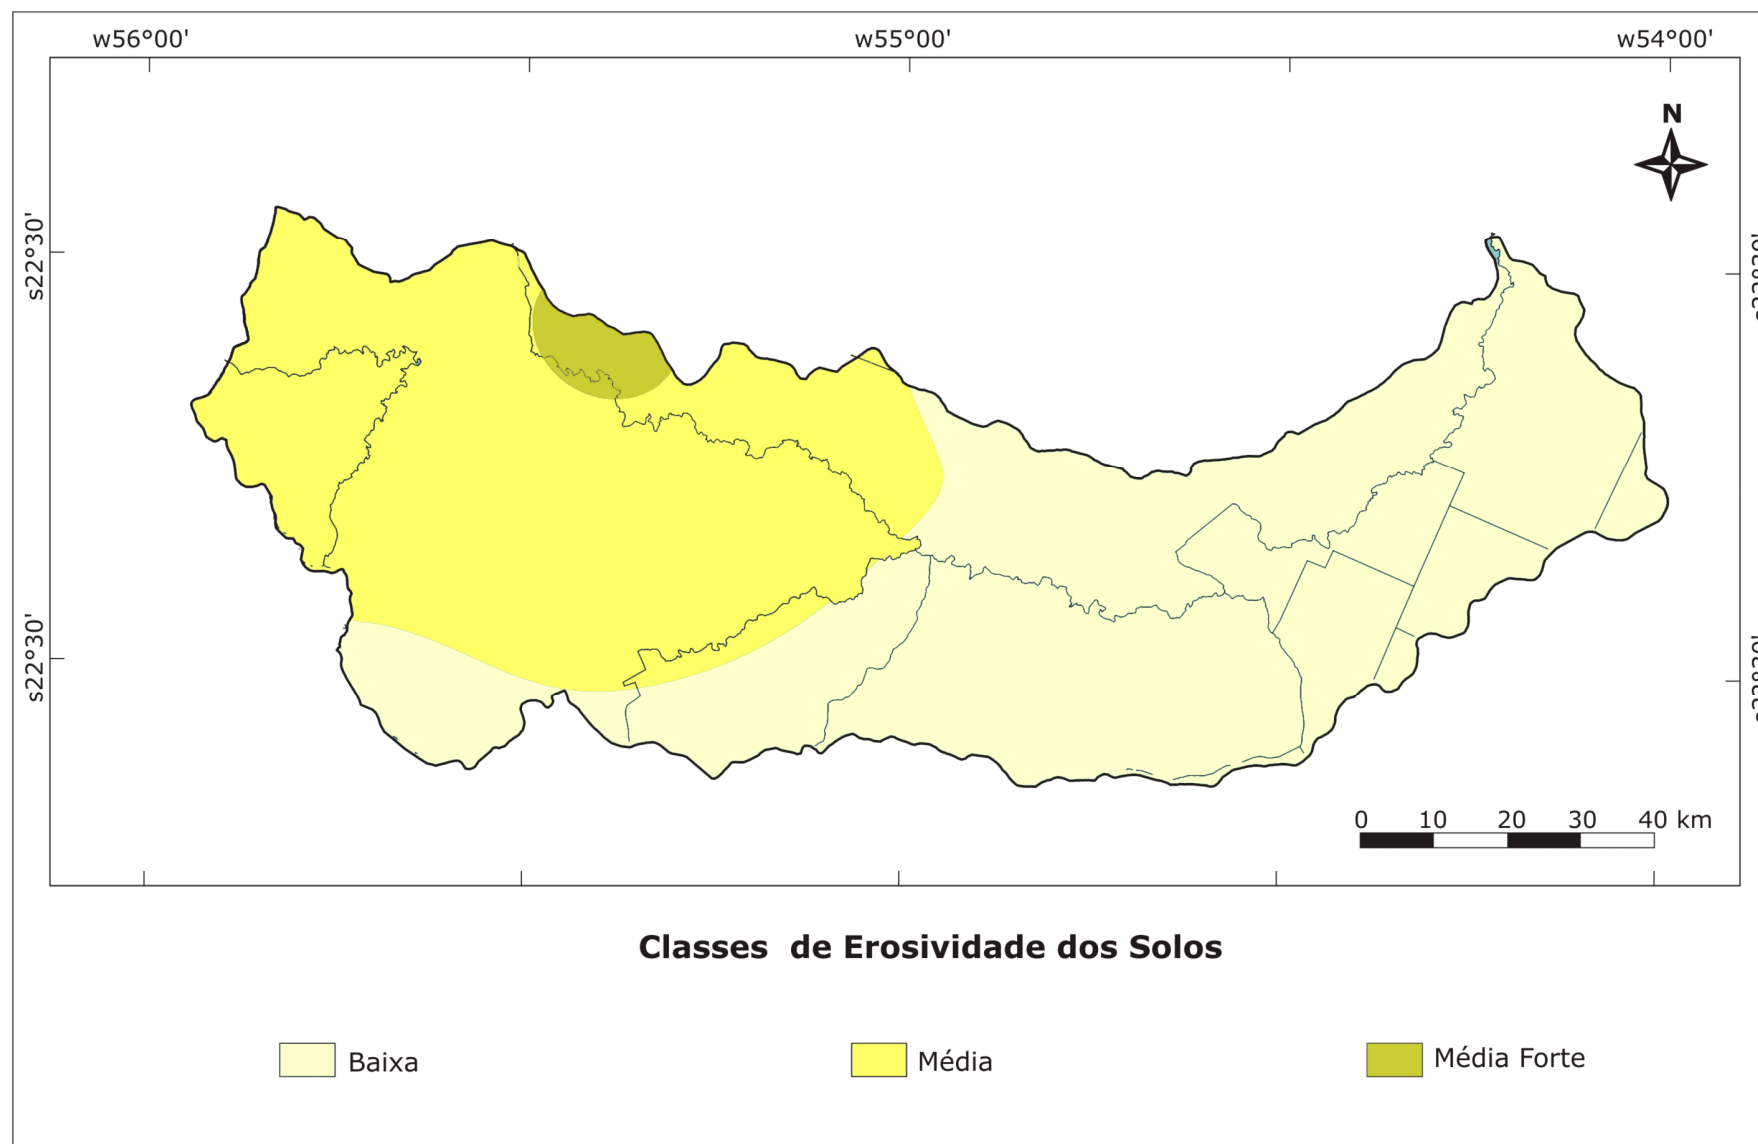 w56°00' w55°00' w54°00'
N
s22°30'
s22°30'
0 10 20 30 40 km
Classes de Erosividade dos Solos
Baixa Média Média Forte